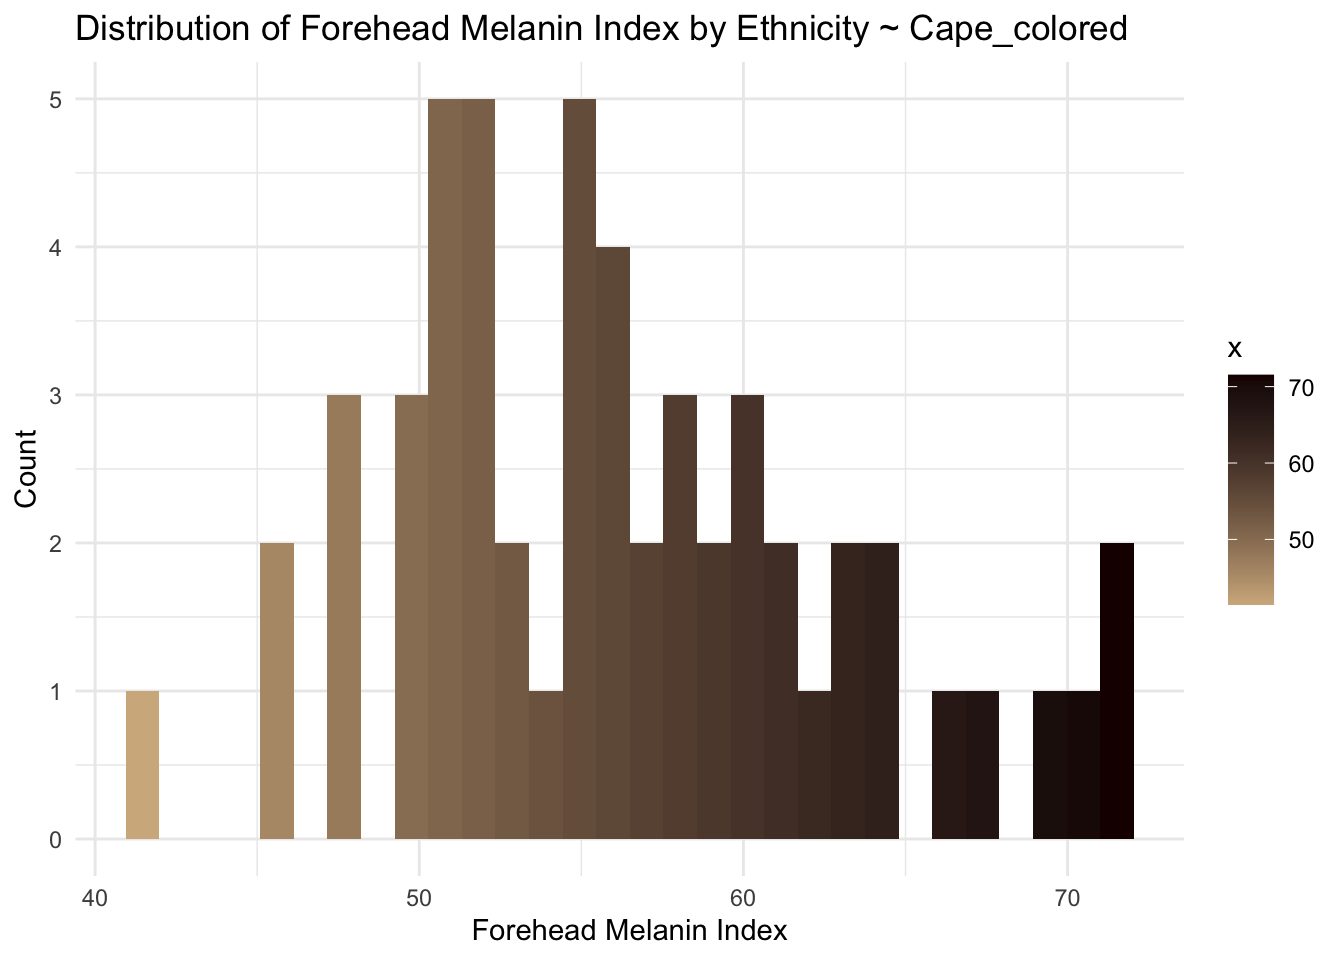 Distribution of Forehead Melanin Index by Ethnicity ~ Cape_colored
5
4
3
2
1
0
Count
40 50 60 70
Forehead Melanin Index
x
70
60
50